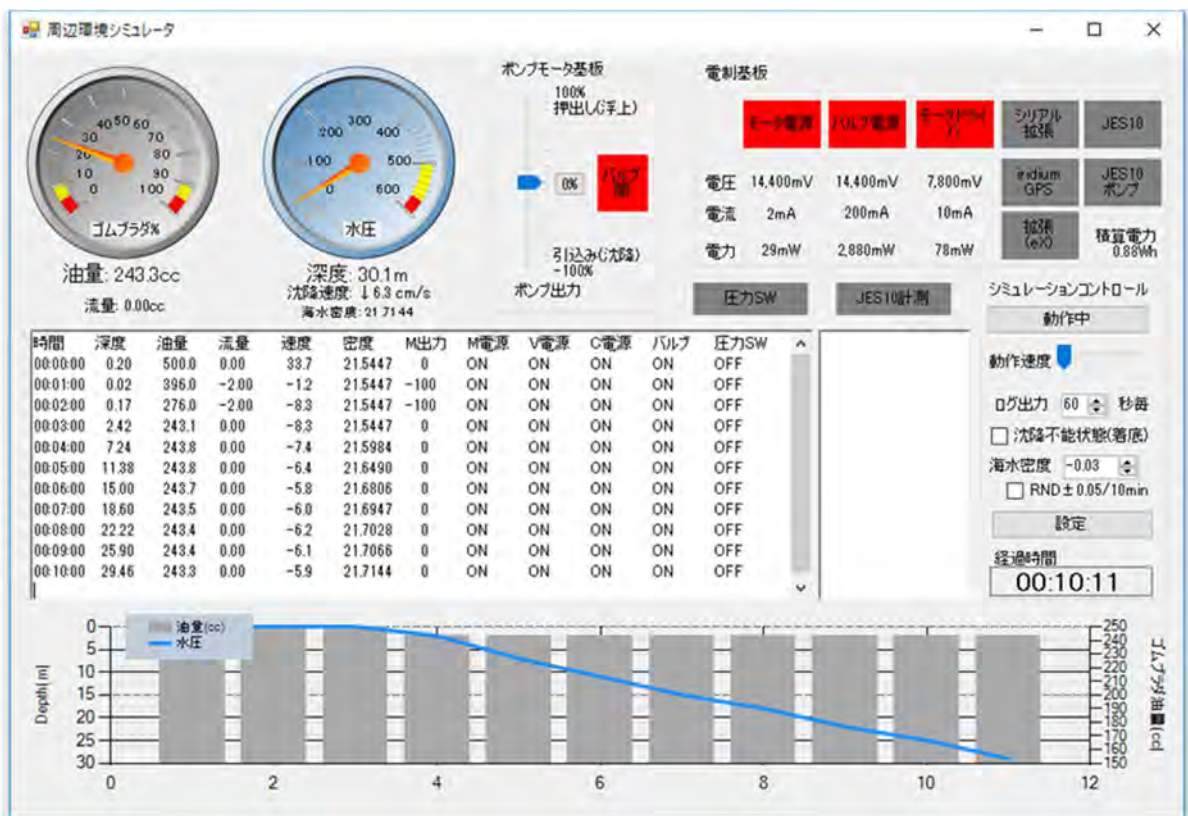 周辺環境シミュレータ
0 10 20 30 40 50 60 70 80 90 100
ゴムブラダ%
油量: 243.3cc
流量: 0.00cc
0 100 200 300 400 500 600
水圧
深度: 30.1m
沈降速度: ↓6.3 cm/s
海水密度: 21.7144
ポンプモータ基板
100%
押出し(浮上)
0%
バルブ
引込み(沈降)
-100%
ポンプ出力
電制基板
モータ電源 バルブ電源 モータドライバ シリアル拡張 JES10
iridium GPS JES10ポンプ
拡張(eX)
電圧 14,400mV 14,400mV 7,800mV
電流 2mA 200mA 10mA
電力 29mW 2,880mW 78mW
積算電力
0.88Wh
圧力SW JES10計測
シミュレーションコントロール
動作中
動作速度
ログ出力 60 秒毎
沈降不能状態(着底)
海水密度 -0.03
RND±0.05/10min
設定
経過時間
00:10:11
時間 深度 油量 流量 速度 密度 M出力 M電源 V電源 C電源 バルブ 圧力SW
00:00:00 0.20 500.0 0.00 33.7 21.5447 0 ON ON ON ON OFF
00:01:00 0.02 396.0 -2.00 -1.2 21.5447 -100 ON ON ON ON OFF
00:02:00 0.17 276.0 -2.00 -8.3 21.5447 -100 ON ON ON ON OFF
00:03:00 2.42 243.1 0.00 -8.3 21.5447 0 ON ON ON ON OFF
00:04:00 7.24 243.8 0.00 -7.4 21.5984 0 ON ON ON ON OFF
00:05:00 11.38 243.8 0.00 -6.4 21.6490 0 ON ON ON ON OFF
00:06:00 15.00 243.7 0.00 -5.8 21.6806 0 ON ON ON ON OFF
00:07:00 18.60 243.5 0.00 -6.0 21.6947 0 ON ON ON ON OFF
00:08:00 22.22 243.4 0.00 -6.2 21.7028 0 ON ON ON ON OFF
00:09:00 25.90 243.4 0.00 -6.1 21.7066 0 ON ON ON ON OFF
00:10:00 29.46 243.3 0.00 -5.9 21.7144 0 ON ON ON ON OFF
油量(cc)
水圧
Depth[m]
0
5
10
15
20
25
30
250
240
230
220
210
200
190
180
170
160
150
ゴムブラダ油量(cc)
0 2 4 6 8 10 12